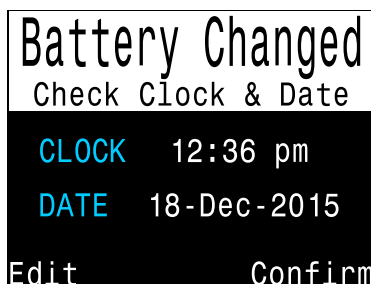 Battery Changed
Check Clock & Date
CLOCK 12:36 pm
DATE 18-Dec-2015
Edit Confirm